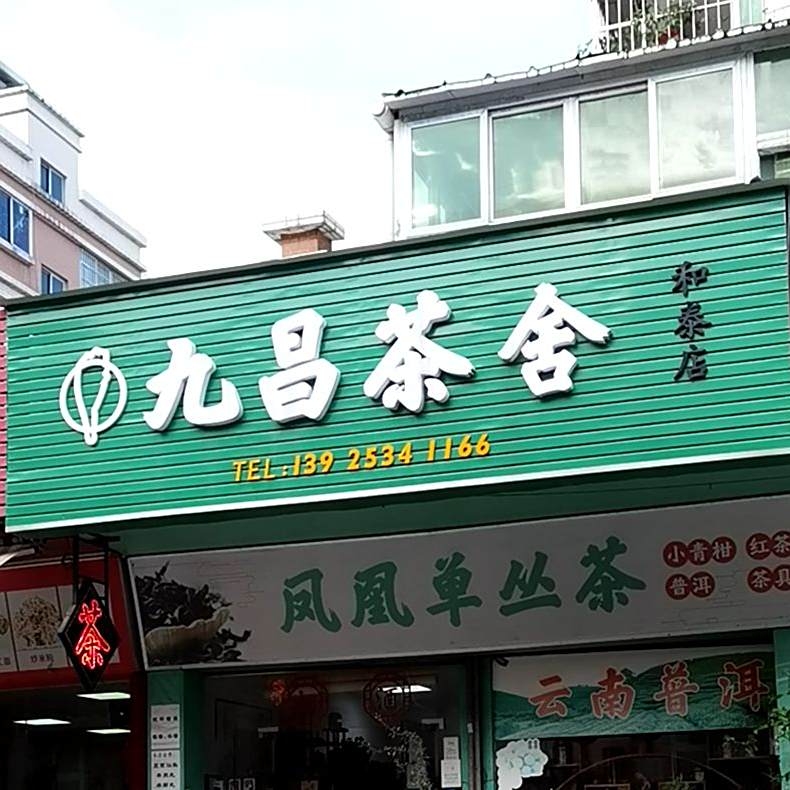 九昌茶舍
和泰店
TEL:139 2534 1166
凤凰单丛茶
小青柑 红茶
普洱 茶具
茶
云南普洱